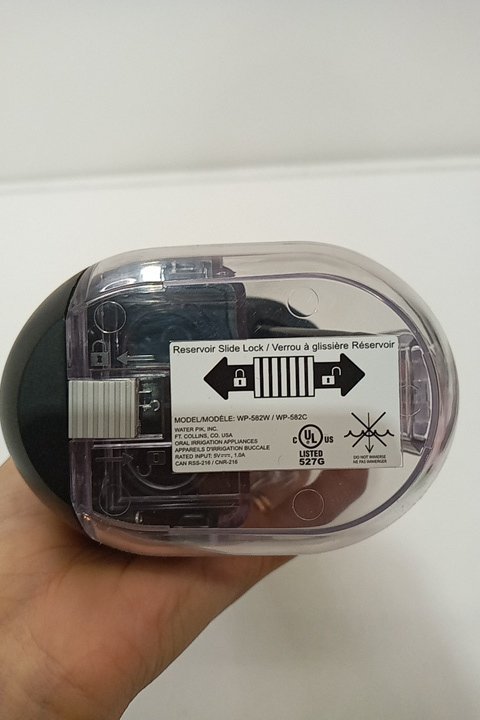 Reservoir Slide Lock / Verrou à glissière Réservoir
MODEL/MODÈLE: WP-582W / WP-582C
WATER PIK, INC.
FT. COLLINS, CO. USA
ORAL IRRIGATION APPLIANCES
APPAREILS D'IRRIGATION BUCCALE
RATED INPUT: 5V⎓, 1.0A
CAN RSS-216 / CNR-216
C UL US
LISTED
527G
DO NOT IMMERSE
NE PAS IMMERGER